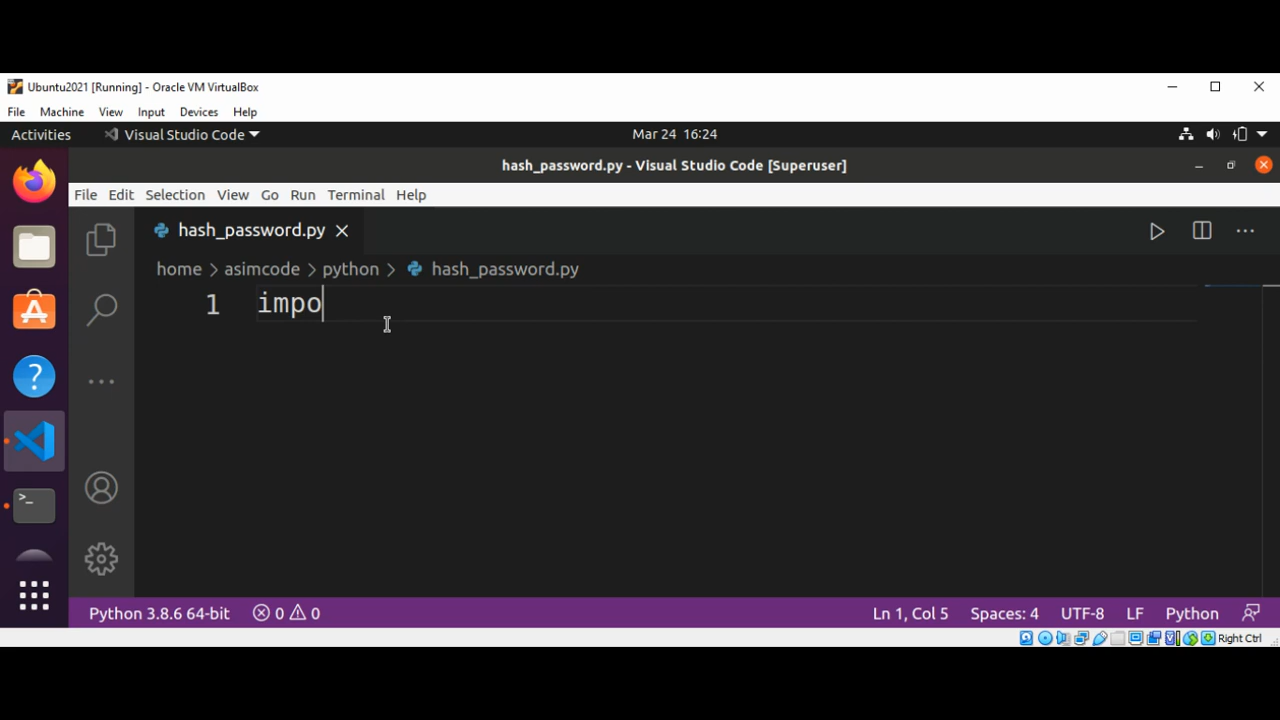 Ubuntu2021 [Running] - Oracle VM VirtualBox
File Machine View Input Devices Help
Activities Visual Studio Code Mar 24 16:24
hash_password.py - Visual Studio Code [Superuser]
File Edit Selection View Go Run Terminal Help
hash_password.py
home > asimcode > python > hash_password.py
1 impo
Python 3.8.6 64-bit 0 0 Ln 1, Col 5 Spaces: 4 UTF-8 LF Python
Right Ctrl